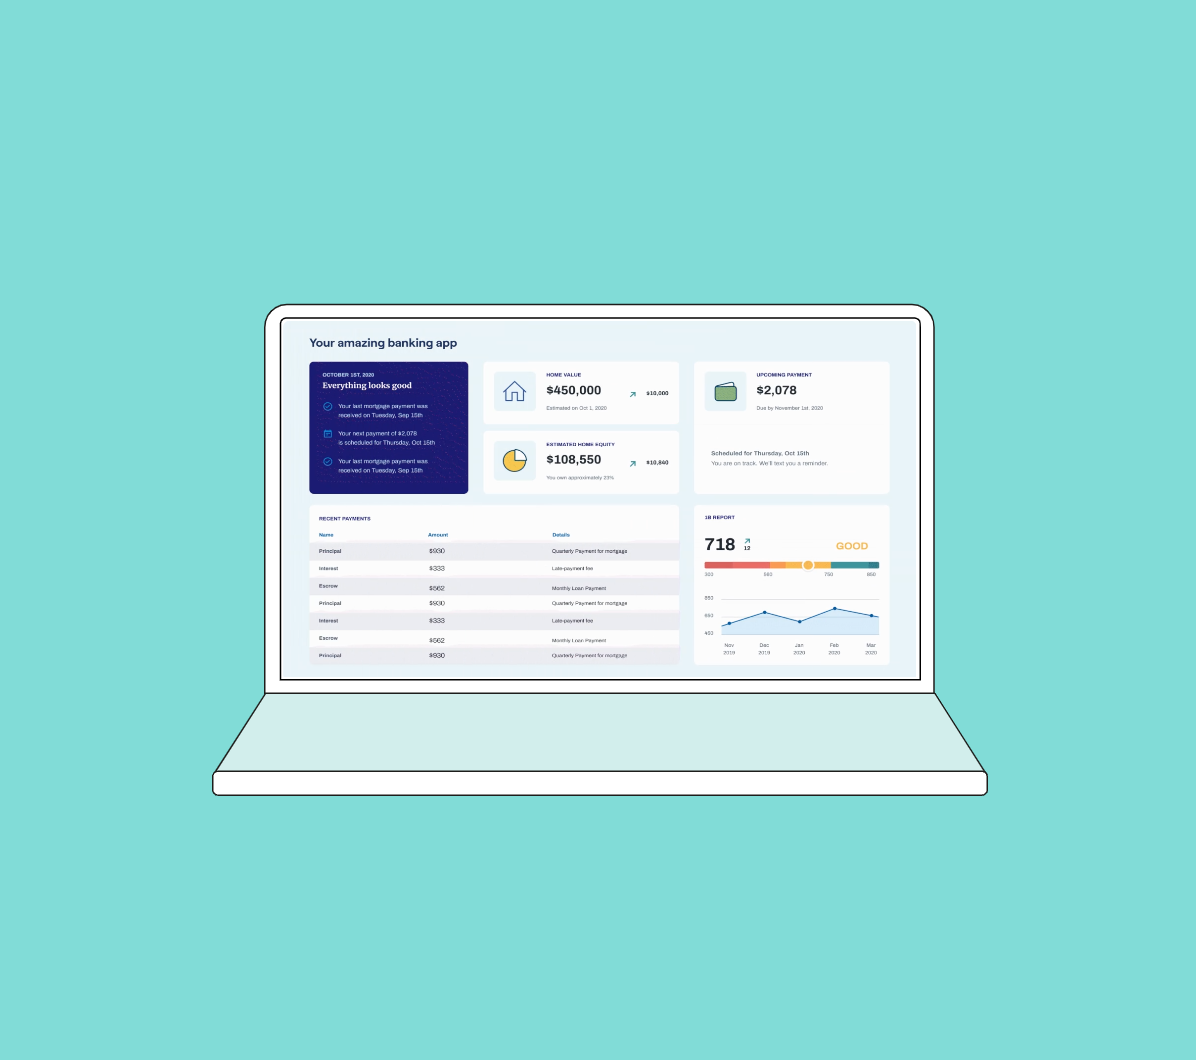 Your amazing banking app
OCTOBER 1ST, 2020
Everything looks good
Your last mortgage payment was
received on Tuesday, Sep 15th
Your next payment of $2,078
is scheduled for Thursday, Oct 15th
Your last mortgage payment was
received on Tuesday, Sep 15th
HOME VALUE
$450,000
$10,000
Estimated on Oct 1, 2020
ESTIMATED HOME EQUITY
$108,550
$10,840
You own approximately 23%
UPCOMING PAYMENT
$2,078
Due by November 1st, 2020
Scheduled for Thursday, Oct 15th
You are on track. We'll text you a reminder.
RECENT PAYMENTS
Name Amount Details
Principal $930 Quarterly Payment for mortgage
Interest $333 Late-payment fee
Escrow $562 Monthly Loan Payment
Principal $930 Quarterly Payment for mortgage
Interest $333 Late-payment fee
Escrow $562 Monthly Loan Payment
Principal $930 Quarterly Payment for mortgage
1B REPORT
718 12 GOOD
300 560 750 850
850
650
450
Nov Dec Jan Feb Mar
2019 2019 2020 2020 2020